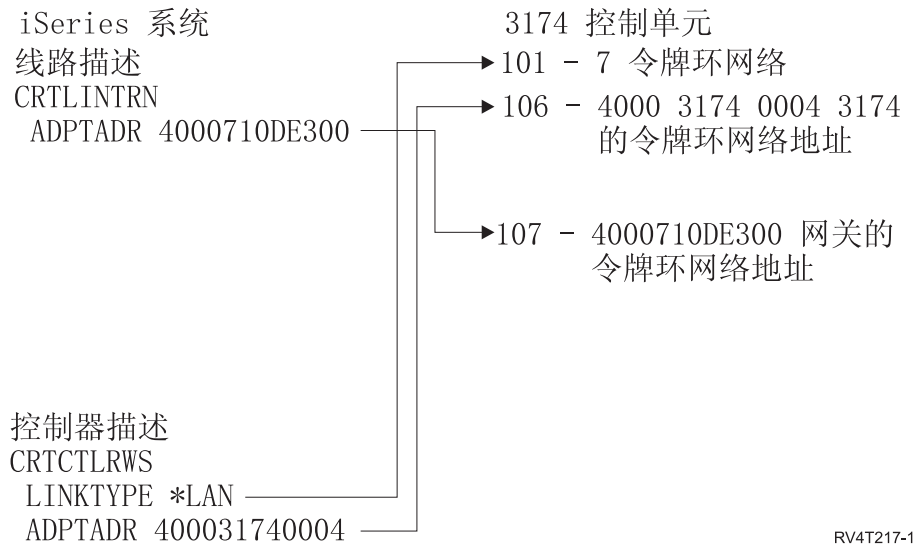 iSeries 系统
线路描述
CRTLINTRN
ADPTADR 4000710DE300
3174 控制单元
101 - 7 令牌环网络
106 - 4000 3174 0004 3174
的令牌环网络地址
107 - 4000710DE300 网关的
令牌环网络地址
控制器描述
CRTCTLRWS
LINKTYPE *LAN
ADPTADR 400031740004
RV4T217-1